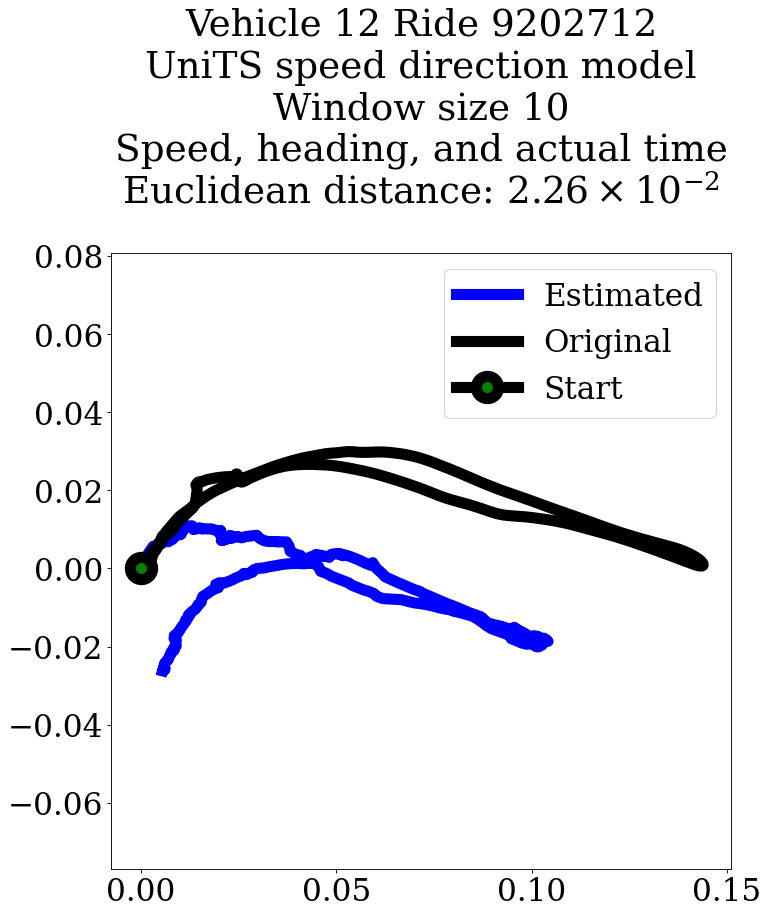 Vehicle 12 Ride 9202712
UniTS speed direction model
Window size 10
Speed, heading, and actual time
Euclidean distance: 2.26 × 10⁻²
Estimated
Original
Start
0.08
0.06
0.04
0.02
0.00
−0.02
−0.04
−0.06
0.00 0.05 0.10 0.15